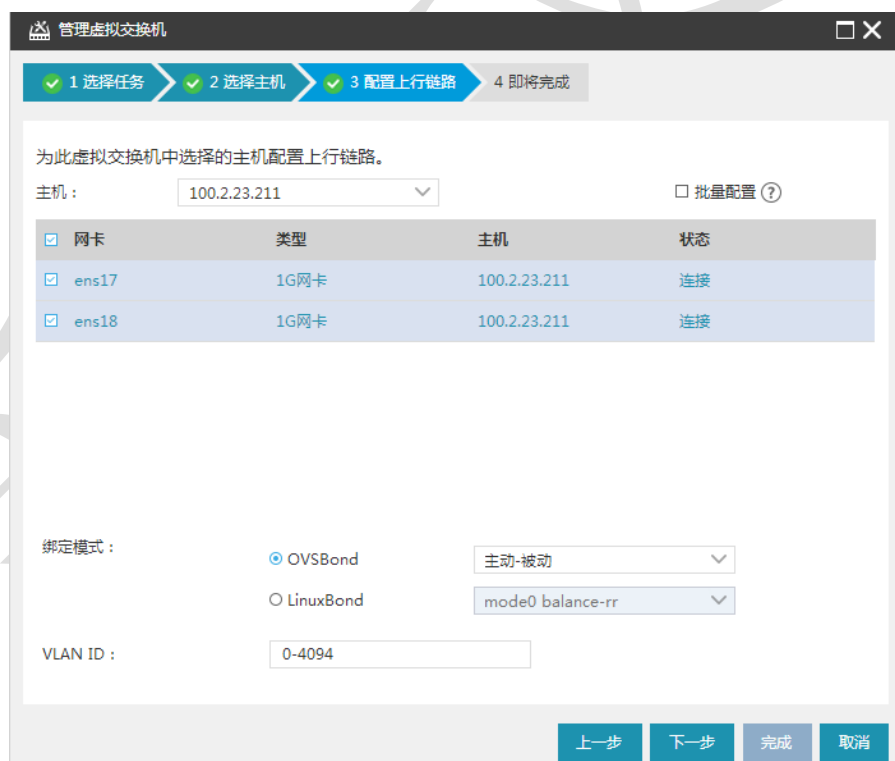 管理虚拟交换机
1 选择任务 2 选择主机 3 配置上行链路 4 即将完成
为此虚拟交换机中选择的主机配置上行链路。
主机： 100.2.23.211 批量配置 ?
网卡 类型 主机 状态
ens17 1G网卡 100.2.23.211 连接
ens18 1G网卡 100.2.23.211 连接
绑定模式： OVSBond 主动-被动
LinuxBond mode0 balance-rr
VLAN ID： 0-4094
上一步 下一步 完成 取消